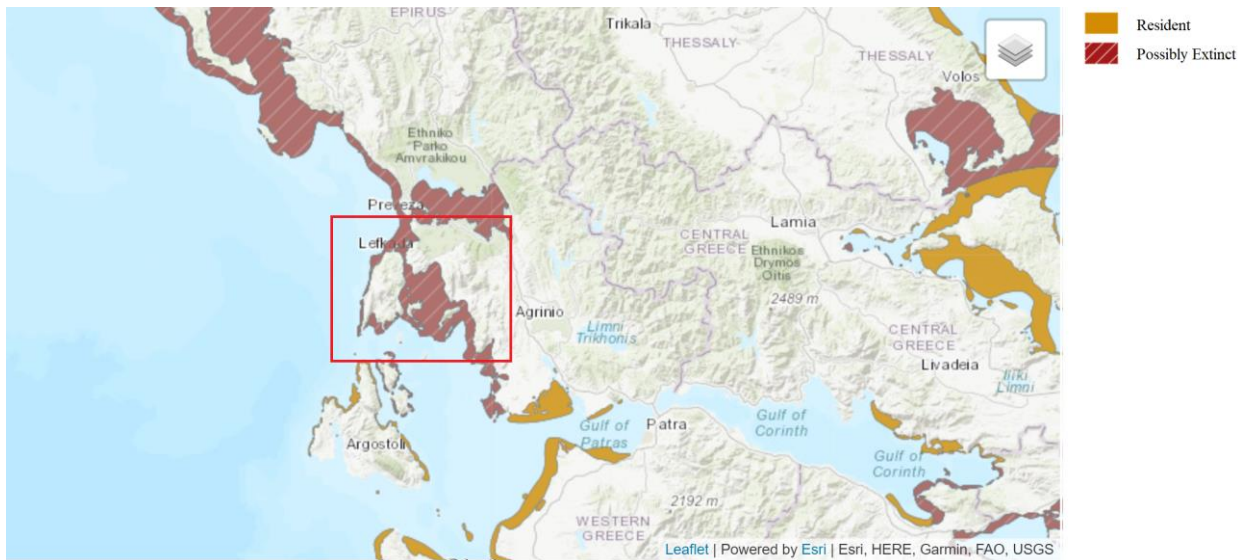 EPIRUS
Trikala
THESSALY
THESSALY
Volos
Ethniko
Parko
Amvrakikou
Preveza
Lefkada
Lamia
CENTRAL
GREECE
Ethnikos
Drymos
Oitis
2489 m
Agrinio
Limni
Trikhonis
CENTRAL
GREECE
Livadeia
Iliki
Limni
Gulf of
Patras
Patra
Gulf of
Corinth
Gulf of
Corinth
Argostoli
2192 m
WESTERN
GREECE
Leaflet | Powered by Esri | Esri, HERE, Garmin, FAO, USGS
Resident
Possibly Extinct